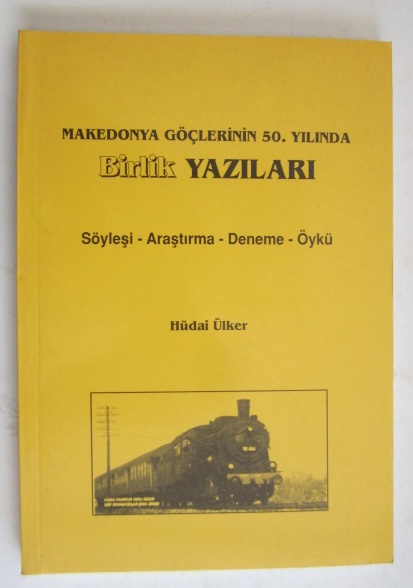 MAKEDONYA GÖÇLERİNİN 50. YILINDA
Birlik YAZILARI
Söyleşi - Araştırma - Deneme - Öykü
Hüdai Ülker